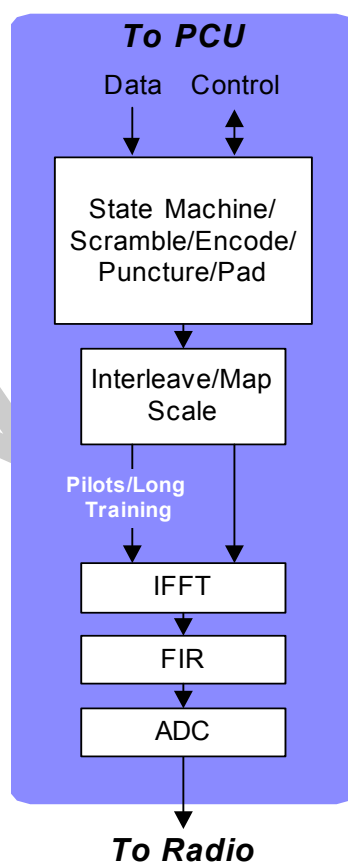 To PCU
Data Control
State Machine/
Scramble/Encode/
Puncture/Pad
Interleave/Map
Scale
Pilots/Long
Training
IFFT
FIR
ADC
To Radio